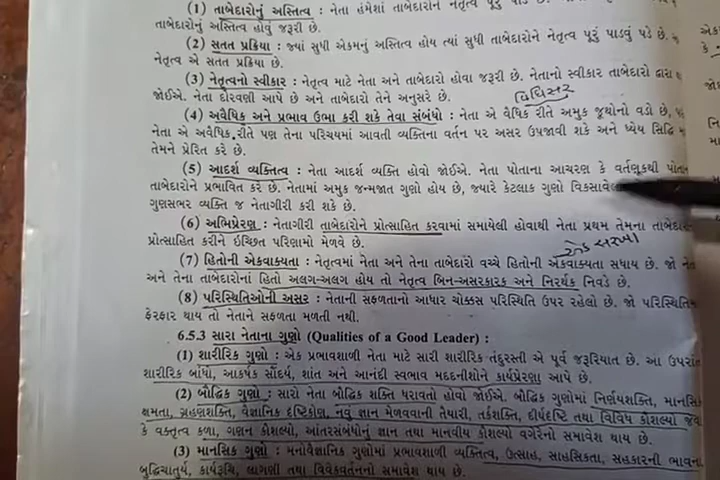 (1) તાબેદારોનું અસ્તિત્વ : નેતા હંમેશાં તાબેદારોને નેતૃત્વ પૂરું પાડે છે.
તાબેદારોનું અસ્તિત્વ હોવું જરૂરી છે.
(2) સતત પ્રક્રિયા : જ્યાં સુધી એકમનું અસ્તિત્વ હોય ત્યાં સુધી તાબેદારોને નેતૃત્વ પૂરું પાડવું પડે છે.
નેતૃત્વ એ સતત પ્રક્રિયા છે.
(3) નેતૃત્વનો સ્વીકાર : નેતૃત્વ માટે નેતા અને તાબેદારો હોવા જરૂરી છે. નેતાનો સ્વીકાર તાબેદારો દ્વારા
જોઈએ. નેતા દોરવણી આપે છે અને તાબેદારો તેને અનુસરે છે.
વિધિસર
(4) અવૈધિક અને પ્રભાવ ઉભા કરી શકે તેવા સંબંધો : નેતા એ વૈધિક રીતે અમુક જૂથોનો વડો છે,
નેતા એ અવૈધિક રીતે પણ તેના પરિચયમાં આવતી વ્યક્તિના વર્તન પર અસર ઉપજાવી શકે અને ધ્યેય સિદ્ધિ
તેમને પ્રેરિત કરે છે.
(5) આદર્શ વ્યક્તિત્વ : નેતા આદર્શ વ્યક્તિ હોવો જોઈએ. નેતા પોતાના આચરણ કે વર્તણૂકથી
તાબેદારોને પ્રભાવિત કરે છે. નેતામાં અમુક જન્મજાત ગુણો હોય છે, જ્યારે કેટલાક ગુણો
ગુણસભર વ્યક્તિ જ નેતાગીરી કરી શકે છે.
(6) અભિપ્રેરણ : નેતાગીરી તાબેદારોને પ્રોત્સાહિત કરવામાં સમાયેલી હોવાથી નેતા પ્રથમ તેમના
પ્રોત્સાહિત કરીને ઇચ્છિત પરિણામો મેળવે છે.
એક સરખા
(7) હિતોની એકવાક્યતા : નેતૃત્વમાં નેતા અને તેના તાબેદારો વચ્ચે હિતોની એકવાક્યતા સધાય છે. જો
અને તેના તાબેદારોનાં હિતો અલગ-અલગ હોય તો નેતૃત્વ બિન-અસરકારક અને નિરર્થક નિવડે છે.
(8) પરિસ્થિતિઓની અસર : નેતાની સફળતાનો આધાર ચોક્કસ પરિસ્થિતિ ઉપર રહેલો છે. જો
ફેરફાર થાય તો નેતાને સફળતા મળતી નથી.
6.5.3 સારા નેતાના ગુણો (Qualities of a Good Leader) :
(1) શારીરિક ગુણો : એક પ્રભાવશાળી નેતા માટે સારી શારીરિક તંદુરસ્તી એ પૂર્વ જરૂરિયાત છે. આ
શારીરિક બાંધો, આકર્ષક સૌંદર્ય, શાંત અને આનંદી સ્વભાવ મદદનીશોને કાર્યપ્રેરણા આપે છે.
(2) બૌદ્ધિક ગુણો : સારો નેતા બૌદ્ધિક શક્તિ ધરાવતો હોવો જોઈએ. બૌદ્ધિક ગુણોમાં નિર્ણયશક્તિ,
ક્ષમતા, ગ્રહણશક્તિ, વૈજ્ઞાનિક દષ્ટિકોણ, નવું જ્ઞાન મેળવવાની તૈયારી, તર્કશક્તિ, દીર્ઘદષ્ટિ તથા વિવિધ કૌશલ્યો
કે વક્તૃત્વ કળા, ગણન કૌશલ્યો, આંતરસંબંધોનું જ્ઞાન તથા માનવીય કૌશલ્યો વગેરેનો સમાવેશ થાય છે.
(3) માનસિક ગુણો : મનોવૈજ્ઞાનિક ગુણોમાં પ્રભાવશાળી વ્યક્તિત્વ, ઉત્સાહ, સાહસિકતા, સહકારની ભાવના
બુદ્ધિચાતુર્ય, કાર્યરૂચિ, લાગણી તથા વિવેકવર્તનનો સમાવેશ થાય છે.